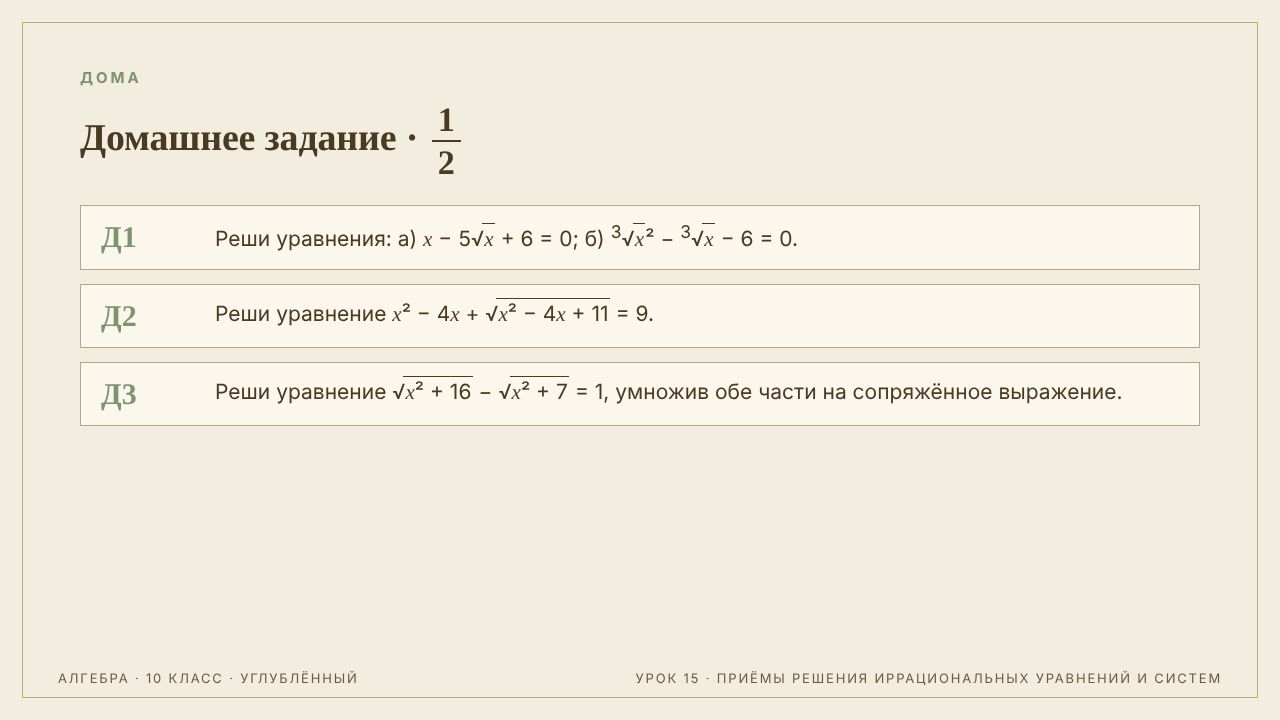 ДОМА
Домашнее задание · 1/2
Д1 Реши уравнения: а) x − 5√x + 6 = 0; б) ³√x² − ³√x − 6 = 0.
Д2 Реши уравнение x² − 4x + √(x² − 4x + 11) = 9.
Д3 Реши уравнение √(x² + 16) − √(x² + 7) = 1, умножив обе части на сопряжённое выражение.
АЛГЕБРА · 10 КЛАСС · УГЛУБЛЁННЫЙ
УРОК 15 · ПРИЁМЫ РЕШЕНИЯ ИРРАЦИОНАЛЬНЫХ УРАВНЕНИЙ И СИСТЕМ